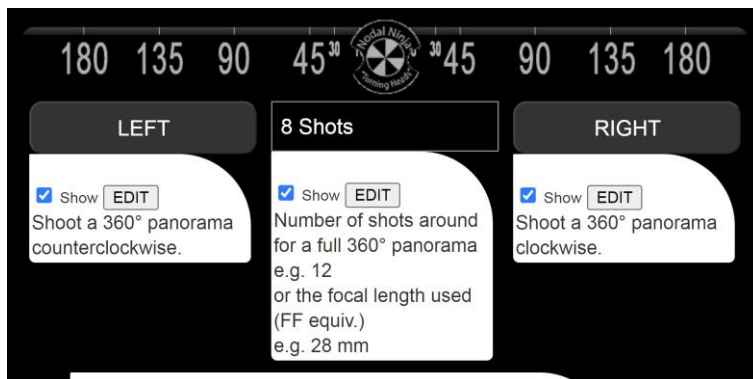 180 135 90 45 30 30 45 90 135 180
Nodal Ninja
Turning Heads
LEFT
8 Shots
RIGHT
Show EDIT
Shoot a 360° panorama
counterclockwise.
Show EDIT
Number of shots around
for a full 360° panorama
e.g. 12
or the focal length used
(FF equiv.)
e.g. 28 mm
Show EDIT
Shoot a 360° panorama
clockwise.